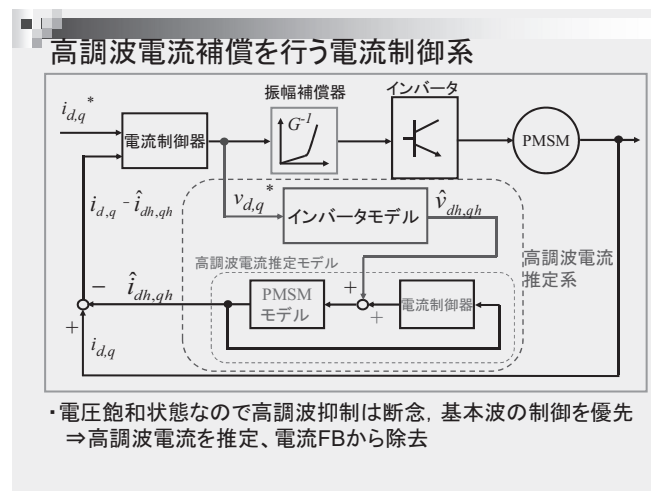 高調波電流補償を行う電流制御系
振幅補償器
インバータ
i_{d,q}^*
電流制御器
G^{-1}
PMSM
i_{d,q} - \hat{i}_{dh,qh}
v_{d,q}^*
インバータモデル
\hat{v}_{dh,qh}
高調波電流
推定系
高調波電流推定モデル
− \hat{i}_{dh,qh}
PMSM
モデル
+
+
電流制御器
+
i_{d,q}
・電圧飽和状態なので高調波抑制は断念，基本波の制御を優先
⇒高調波電流を推定、電流FBから除去